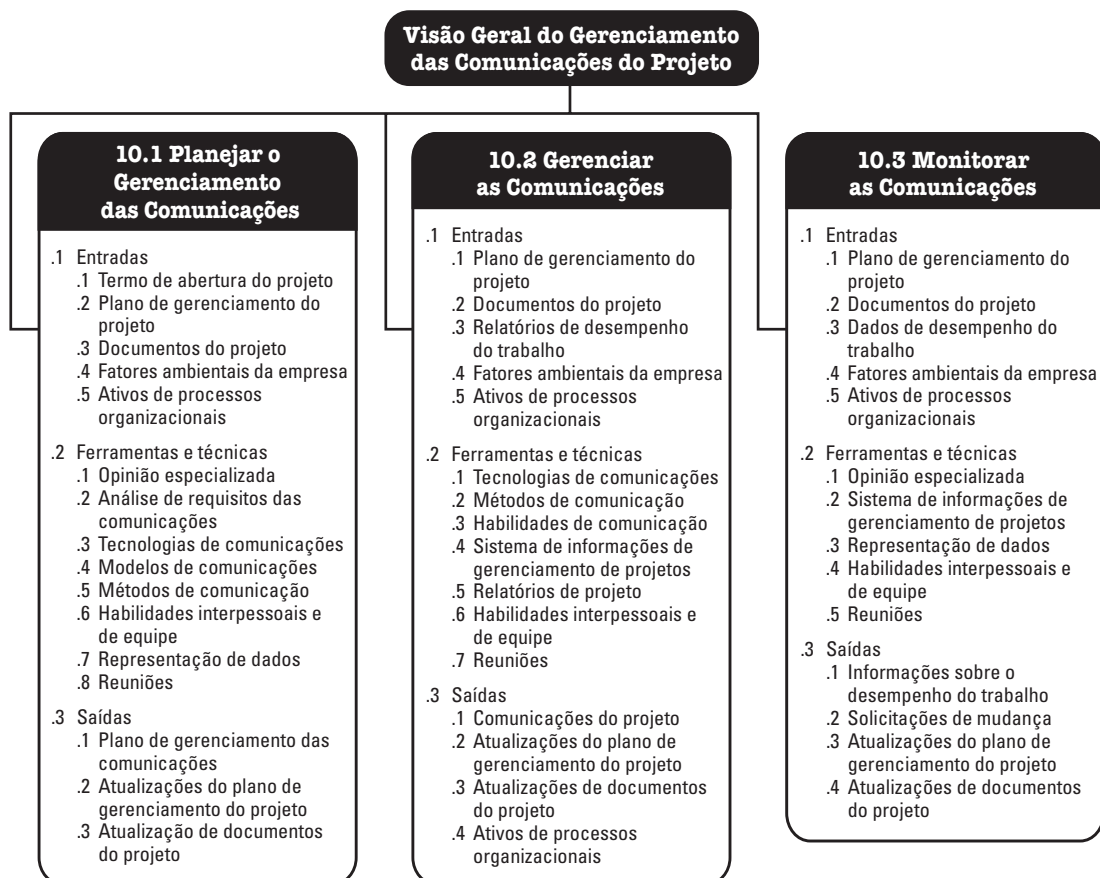 Visão Geral do Gerenciamento
das Comunicações do Projeto
10.1 Planejar o
Gerenciamento
das Comunicações
.1 Entradas
.1 Termo de abertura do projeto
.2 Plano de gerenciamento do
projeto
.3 Documentos do projeto
.4 Fatores ambientais da empresa
.5 Ativos de processos
organizacionais
.2 Ferramentas e técnicas
.1 Opinião especializada
.2 Análise de requisitos das
comunicações
.3 Tecnologias de comunicações
.4 Modelos de comunicações
.5 Métodos de comunicação
.6 Habilidades interpessoais e
de equipe
.7 Representação de dados
.8 Reuniões
.3 Saídas
.1 Plano de gerenciamento das
comunicações
.2 Atualizações do plano de
gerenciamento do projeto
.3 Atualização de documentos
do projeto
10.2 Gerenciar
as Comunicações
.1 Entradas
.1 Plano de gerenciamento do
projeto
.2 Documentos do projeto
.3 Relatórios de desempenho
do trabalho
.4 Fatores ambientais da empresa
.5 Ativos de processos
organizacionais
.2 Ferramentas e técnicas
.1 Tecnologias de comunicações
.2 Métodos de comunicação
.3 Habilidades de comunicação
.4 Sistema de informações de
gerenciamento de projetos
.5 Relatórios de projeto
.6 Habilidades interpessoais e
de equipe
.7 Reuniões
.3 Saídas
.1 Comunicações do projeto
.2 Atualizações do plano de
gerenciamento do projeto
.3 Atualizações de documentos
do projeto
.4 Ativos de processos
organizacionais
10.3 Monitorar
as Comunicações
.1 Entradas
.1 Plano de gerenciamento do
projeto
.2 Documentos do projeto
.3 Dados de desempenho do
trabalho
.4 Fatores ambientais da empresa
.5 Ativos de processos
organizacionais
.2 Ferramentas e técnicas
.1 Opinião especializada
.2 Sistema de informações de
gerenciamento de projetos
.3 Representação de dados
.4 Habilidades interpessoais e
de equipe
.5 Reuniões
.3 Saídas
.1 Informações sobre o
desempenho do trabalho
.2 Solicitações de mudança
.3 Atualizações do plano de
gerenciamento do projeto
.4 Atualizações de documentos
do projeto